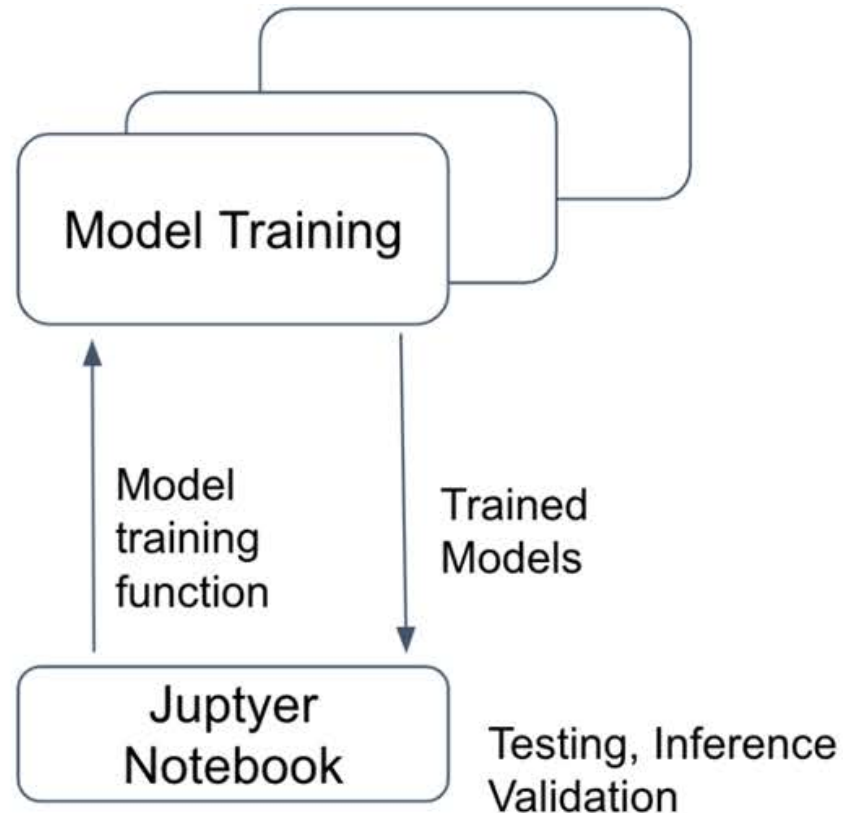 Model Training
Model
training
function
Trained
Models
Juptyer
Notebook
Testing, Inference
Validation